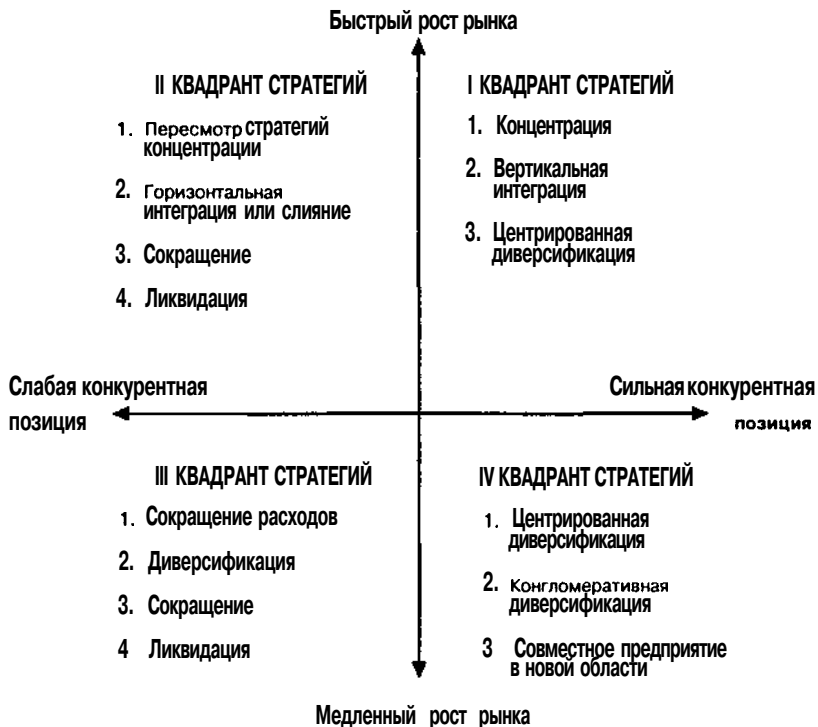 Быстрый рост рынка
II КВАДРАНТ СТРАТЕГИЙ
1. Пересмотр стратегий
концентрации
2. Горизонтальная
интеграция или слияние
3. Сокращение
4. Ликвидация
I КВАДРАНТ СТРАТЕГИЙ
1. Концентрация
2. Вертикальная
интеграция
3. Центрированная
диверсификация
Слабая конкурентная
позиция
Сильная конкурентная
позиция
III КВАДРАНТ СТРАТЕГИЙ
1. Сокращение расходов
2. Диверсификация
3. Сокращение
4 Ликвидация
IV КВАДРАНТ СТРАТЕГИЙ
1. Центрированная
диверсификация
2. Конгломеративная
диверсификация
3 Совместное предприятие
в новой области
Медленный рост рынка